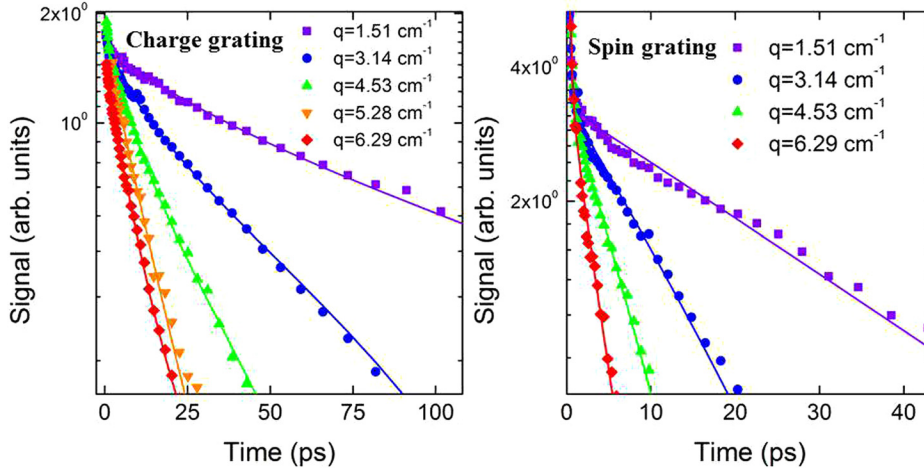 Charge grating
q=1.51 cm⁻¹
q=3.14 cm⁻¹
q=4.53 cm⁻¹
q=5.28 cm⁻¹
q=6.29 cm⁻¹
2x10⁰
10⁰
Signal (arb. units)
0 25 50 75 100
Time (ps)
Spin grating
q=1.51 cm⁻¹
q=3.14 cm⁻¹
q=4.53 cm⁻¹
q=6.29 cm⁻¹
4x10⁰
2x10⁰
Signal (arb. units)
0 10 20 30 40
Time (ps)